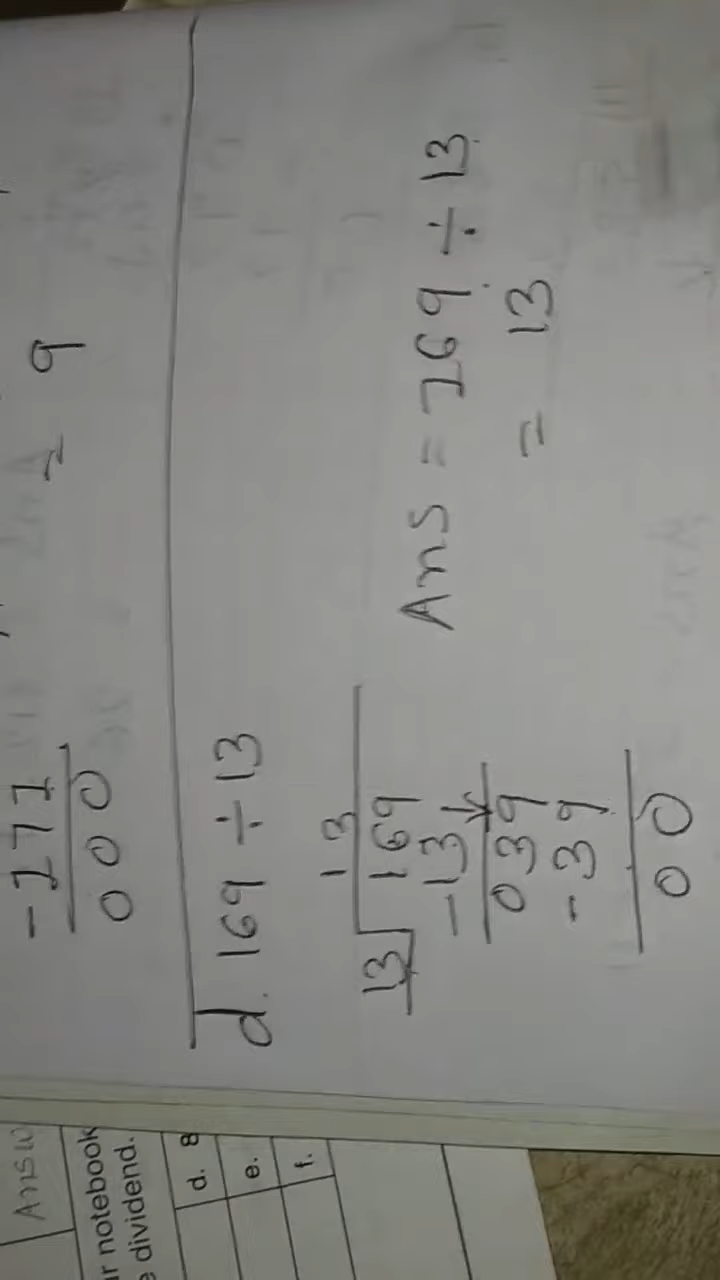 -171
000
= 9
d. 169 ÷ 13
13
13 169
-13↓
039
-39
00
Ans = 169 ÷ 13
= 13
Answ
r notebook
e dividend.
d. 8
e.
f.